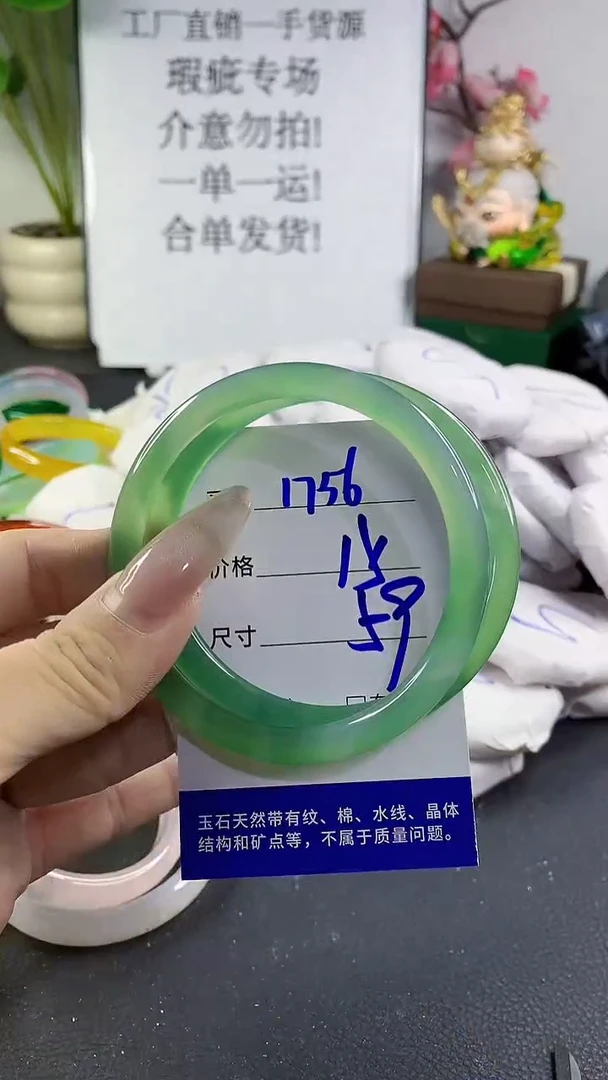 工厂直销一手货源
瑕疵专场
介意勿拍!
一单一运!
合单发货!
1756
价格
尺寸 59
玉石天然带有纹、棉、水线、晶体
结构和矿点等，不属于质量问题。